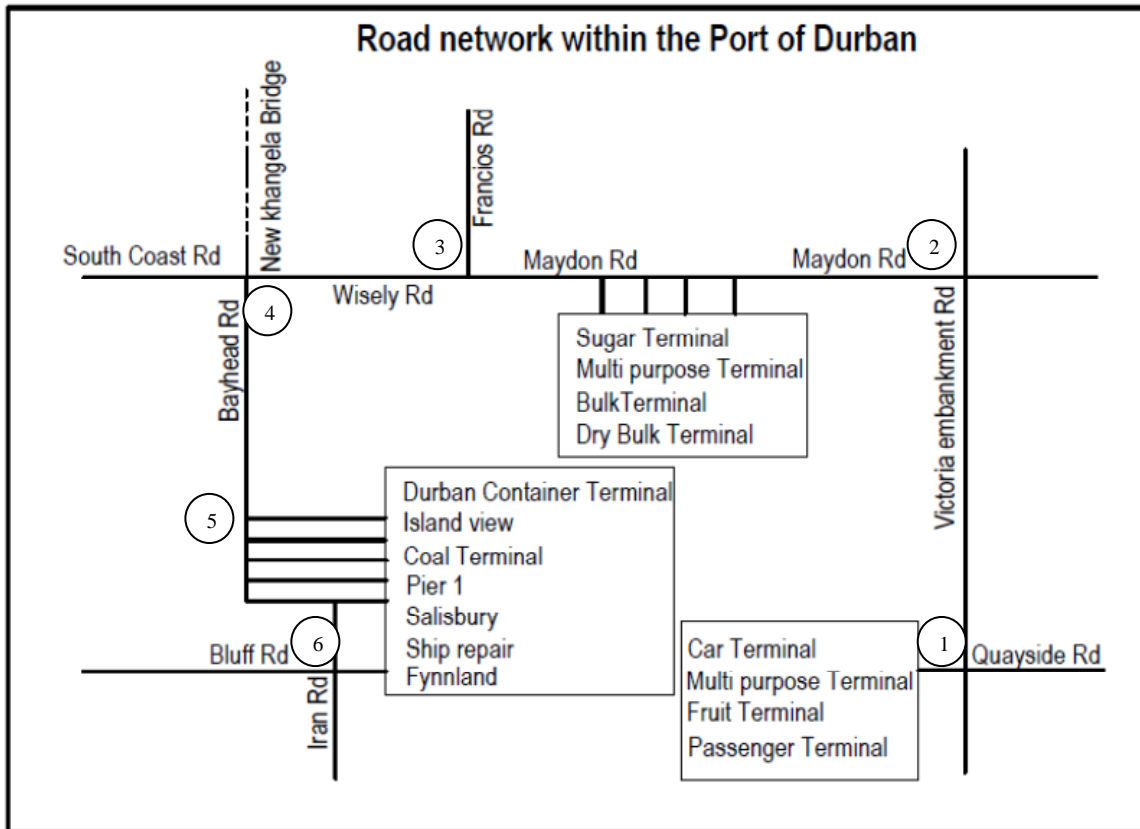 Road network within the Port of Durban
New khangela Bridge
Francios Rd
South Coast Rd
3
Maydon Rd
Maydon Rd
2
4
Wisely Rd
Bayhead Rd
Victoria embankment Rd
Sugar Terminal
Multi purpose Terminal
BulkTerminal
Dry Bulk Terminal
5
Durban Container Terminal
Island view
Coal Terminal
Pier 1
Salisbury
Ship repair
Fynnland
6
Bluff Rd
Iran Rd
Car Terminal
Multi purpose Terminal
Fruit Terminal
Passenger Terminal
1
Quayside Rd